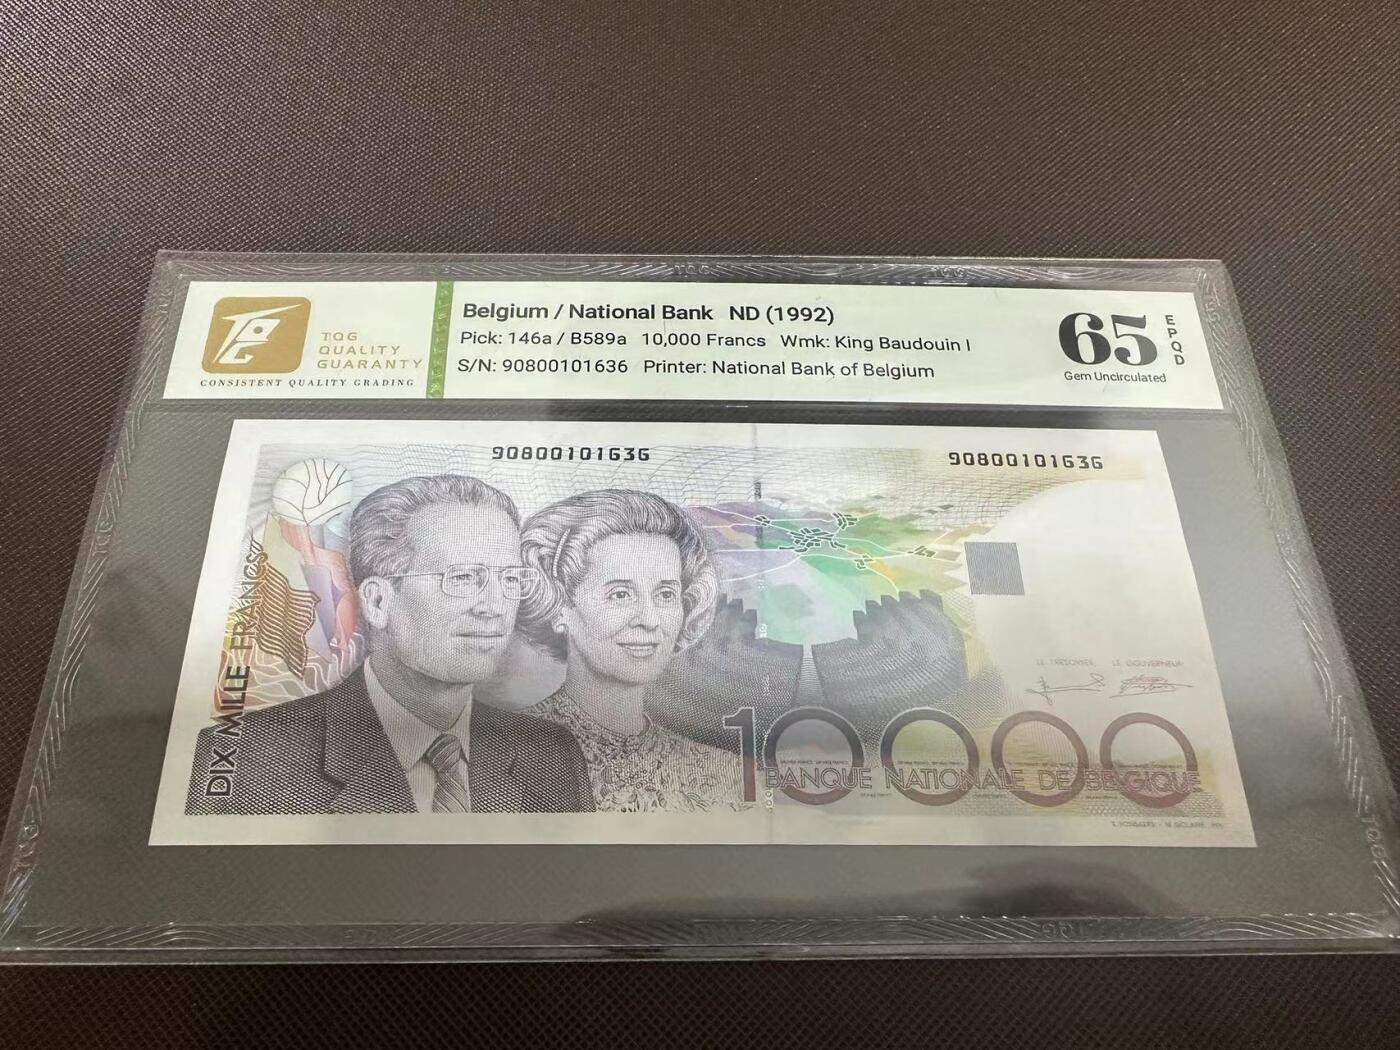 TQG
QUALITY
GUARANTY
CONSISTENT QUALITY GRADING
Belgium / National Bank ND (1992)
Pick: 146a / B589a 10,000 Francs Wmk: King Baudouin I
S/N: 90800101636 Printer: National Bank of Belgium
65
EPQD
Gem Uncirculated
90800101636
90800101636
DIX MILLE FRANCS
LE TRÉSORIER
LE GOUVERNEUR
10000
BANQUE NATIONALE DE BELGIQUE